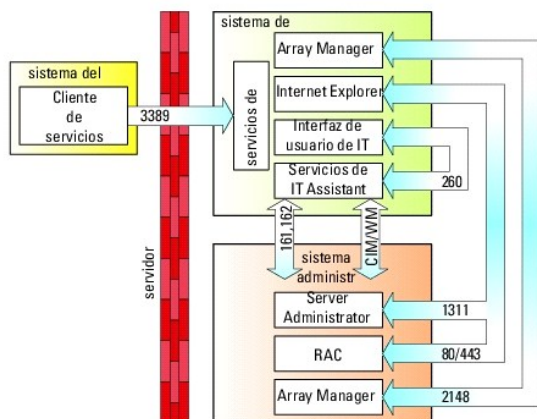 sistema de
Array Manager
sistema del
Cliente
de
servicios
3389
servicios de
Internet Explorer
Interfaz de
usuario de IT
Servicios de
IT Assistant
260
servidor
161,162
CIM/WM
sistema
administr
Server
Administrator
1311
RAC
80/443
Array Manager
2148